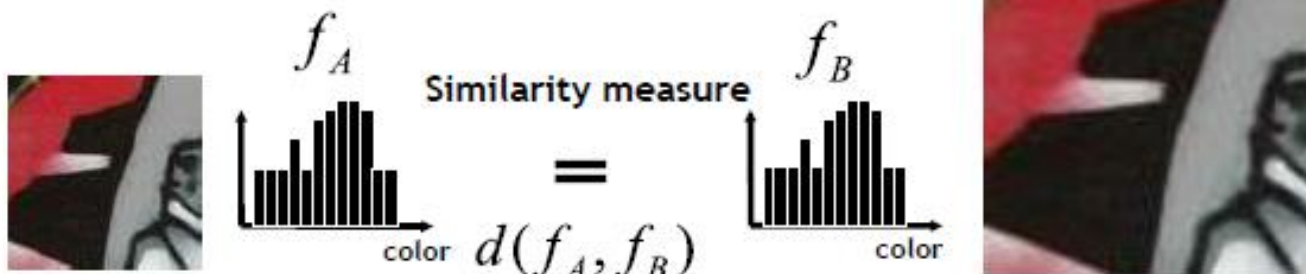 f_A
f_B
Similarity measure
=
color
d(f_A, f_B)
color